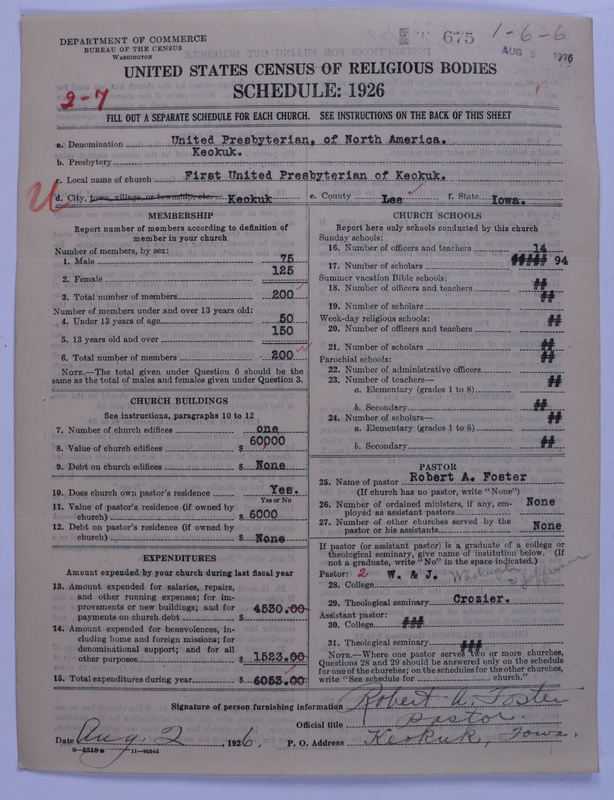 DEPARTMENT OF COMMERCE
BUREAU OF THE CENSUS
WASHINGTON
675
1-6-6
AUG 5 1926
UNITED STATES CENSUS OF RELIGIOUS BODIES
SCHEDULE: 1926
2-7
FILL OUT A SEPARATE SCHEDULE FOR EACH CHURCH. SEE INSTRUCTIONS ON THE BACK OF THIS SHEET
a. Denomination United Presbyterian, of North America.
b. Presbytery Keokuk.
c. Local name of church First United Presbyterian of Keokuk.
d. City, town, village, or township, etc. Keokuk e. County Lee f. State Iowa.
MEMBERSHIP
Report number of members according to definition of
member in your church
Number of members, by sex:
1. Male 75
2. Female 125
3. Total number of members 200
Number of members under and over 13 years old:
4. Under 13 years of age 50
5. 13 years old and over 150
6. Total number of members 200
NOTE.—The total given under Question 6 should be
same as the total of males and females given under Question 3.
CHURCH BUILDINGS
See instructions, paragraphs 10 to 12
7. Number of church edifices one
8. Value of church edifices $ 60000
9. Debt on church edifices $ None
10. Does church own pastor's residence Yes.
Yes or No
11. Value of pastor's residence (if owned by
church) $ 6000
12. Debt on pastor's residence (if owned by
church) $ None
EXPENDITURES
Amount expended by your church during last fiscal year
13. Amount expended for salaries, repairs,
and other running expenses; for im-
provements or new buildings; and for
payments on church debt $ 4530.00
14. Amount expended for benevolences, in-
cluding home and foreign missions; for
denominational support; and for all
other purposes $ 1523.00
15. Total expenditures during year $ 6053.00
CHURCH SCHOOLS
Report here only schools conducted by this church
Sunday schools:
16. Number of officers and teachers 14
17. Number of scholars ##### 94
Summer vacation Bible schools:
18. Number of officers and teachers ##
19. Number of scholars ##
Week-day religious schools:
20. Number of officers and teachers ##
21. Number of scholars ##
Parochial schools:
22. Number of administrative officers ##
23. Number of teachers—
a. Elementary (grades 1 to 8) ##
b. Secondary ##
24. Number of scholars—
a. Elementary (grades 1 to 8) ##
b. Secondary ##
PASTOR
25. Name of pastor Robert A. Foster
(If church has no pastor, write "None")
26. Number of ordained ministers, if any, em-
ployed as assistant pastors None
27. Number of other churches served by the
pastor or his assistants None
If pastor (or assistant pastor) is a graduate of a college or
theological seminary, give name of institution below. (If
not a graduate, write "No" in the space indicated.)
Pastor: 2
28. College W. & J. Washington & Jefferson
29. Theological seminary Crozier.
Assistant pastor:
30. College ###
31. Theological seminary ###
NOTE.—Where one pastor serves two or more churches,
Questions 28 and 29 should be answered only on the schedule
for one of the churches; on the schedules for the other churches,
write "See schedule for church."
Signature of person furnishing information Robert A. Foster
Official title Pastor.
Date Aug. 2, 1926. P. O. Address Keokuk, Iowa.